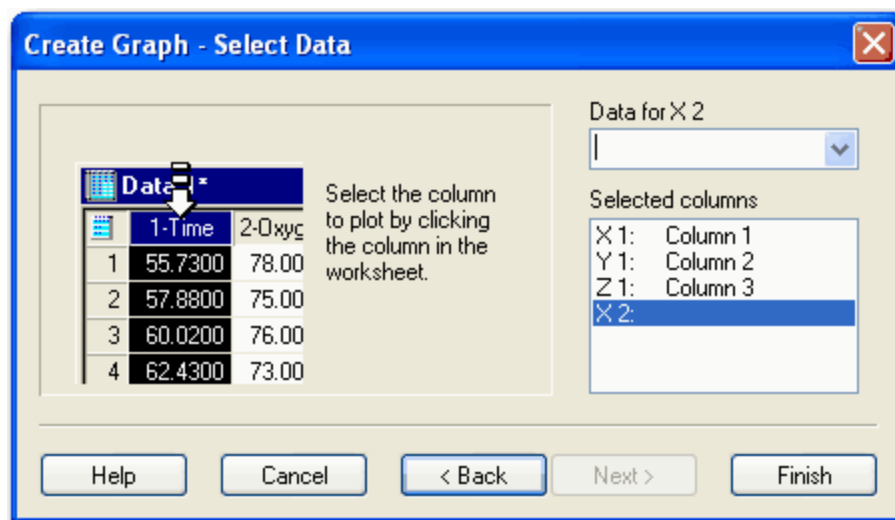 Create Graph - Select Data
Data 1*
1-Time 2-Oxyg
1 55.7300 78.00
2 57.8800 75.00
3 60.0200 76.00
4 62.4300 73.00
Select the column
to plot by clicking
the column in the
worksheet.
Data for X 2
Selected columns
X 1: Column 1
Y 1: Column 2
Z 1: Column 3
X 2:
Help Cancel < Back Next > Finish